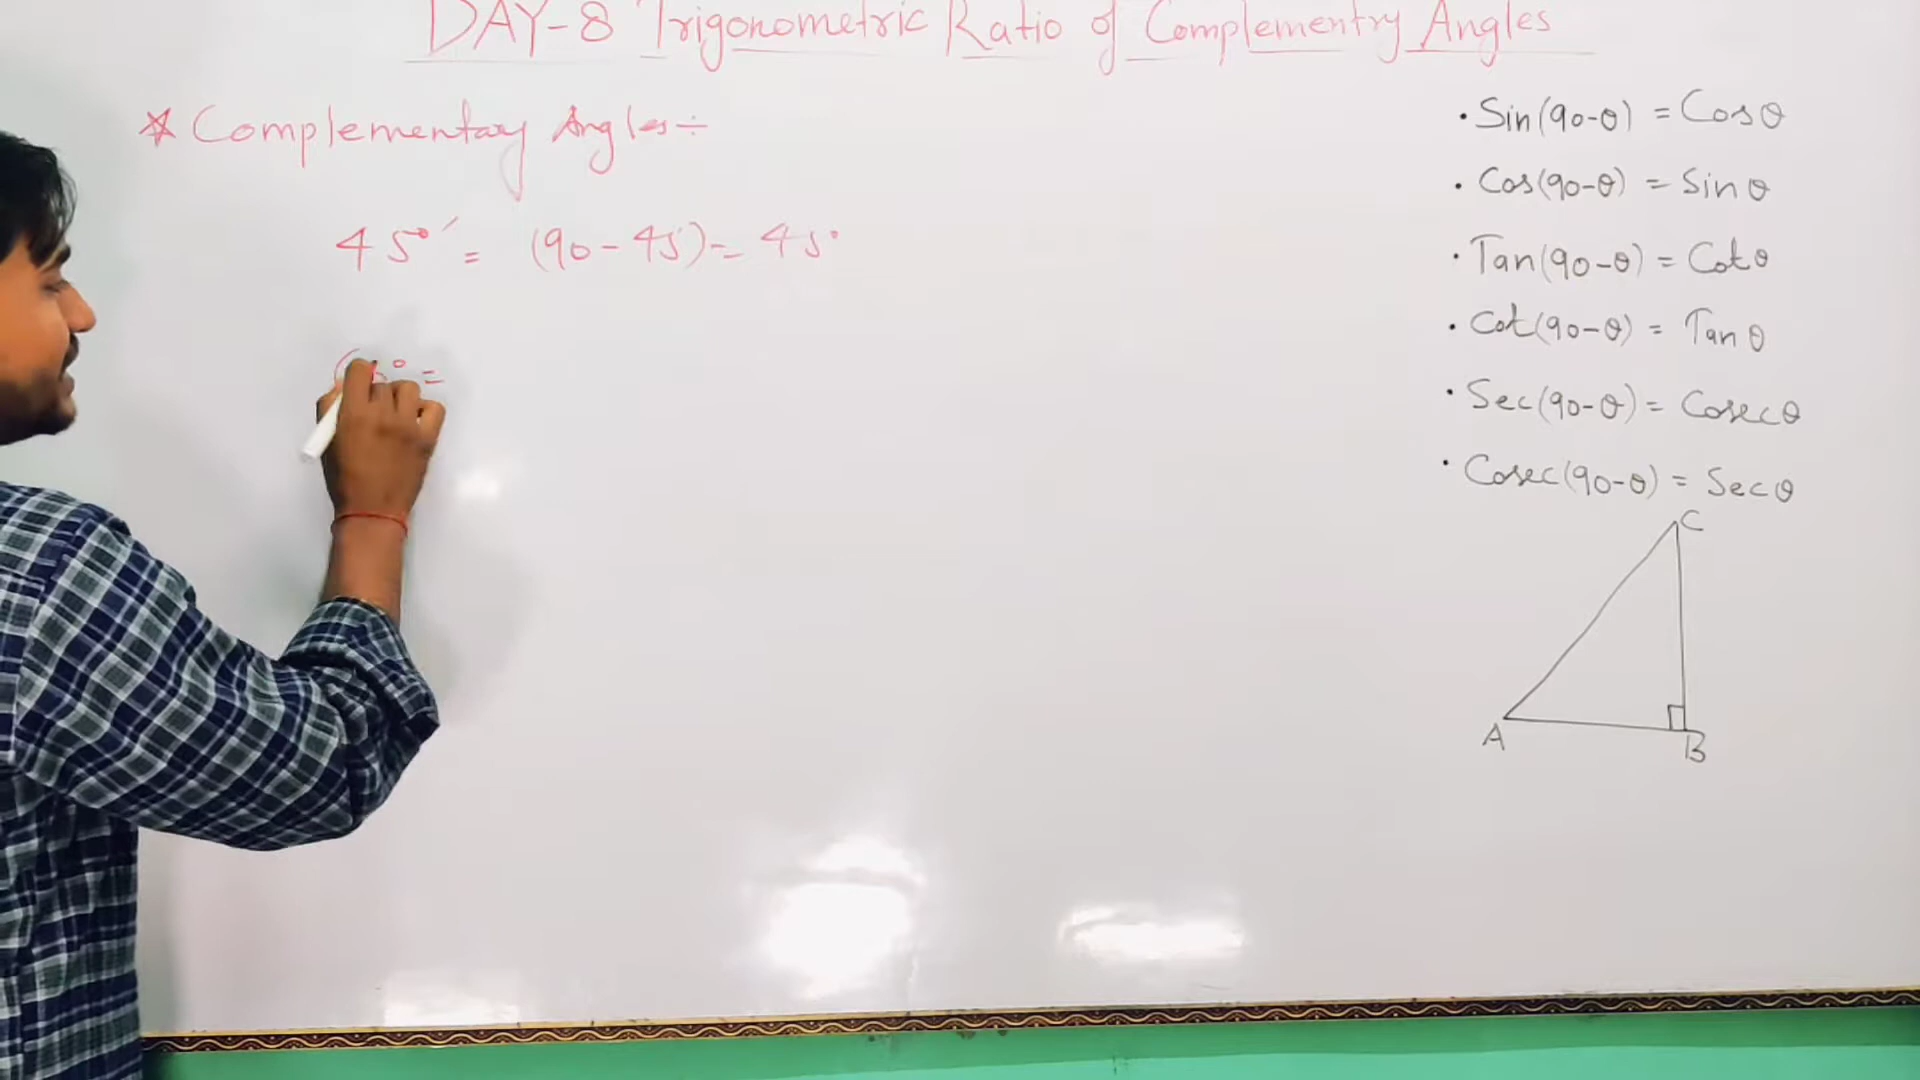 DAY-8 Trigonometric Ratio of Complementry Angles
* Complementary Angles ÷
45° = (90 - 45) = 45°
° =
• Sin(90-θ) = Cosθ
• Cos(90-θ) = Sinθ
• Tan(90-θ) = Cotθ
• Cot(90-θ) = Tanθ
• Sec(90-θ) = Cosecθ
• Cosec(90-θ) = Secθ
C
A
B